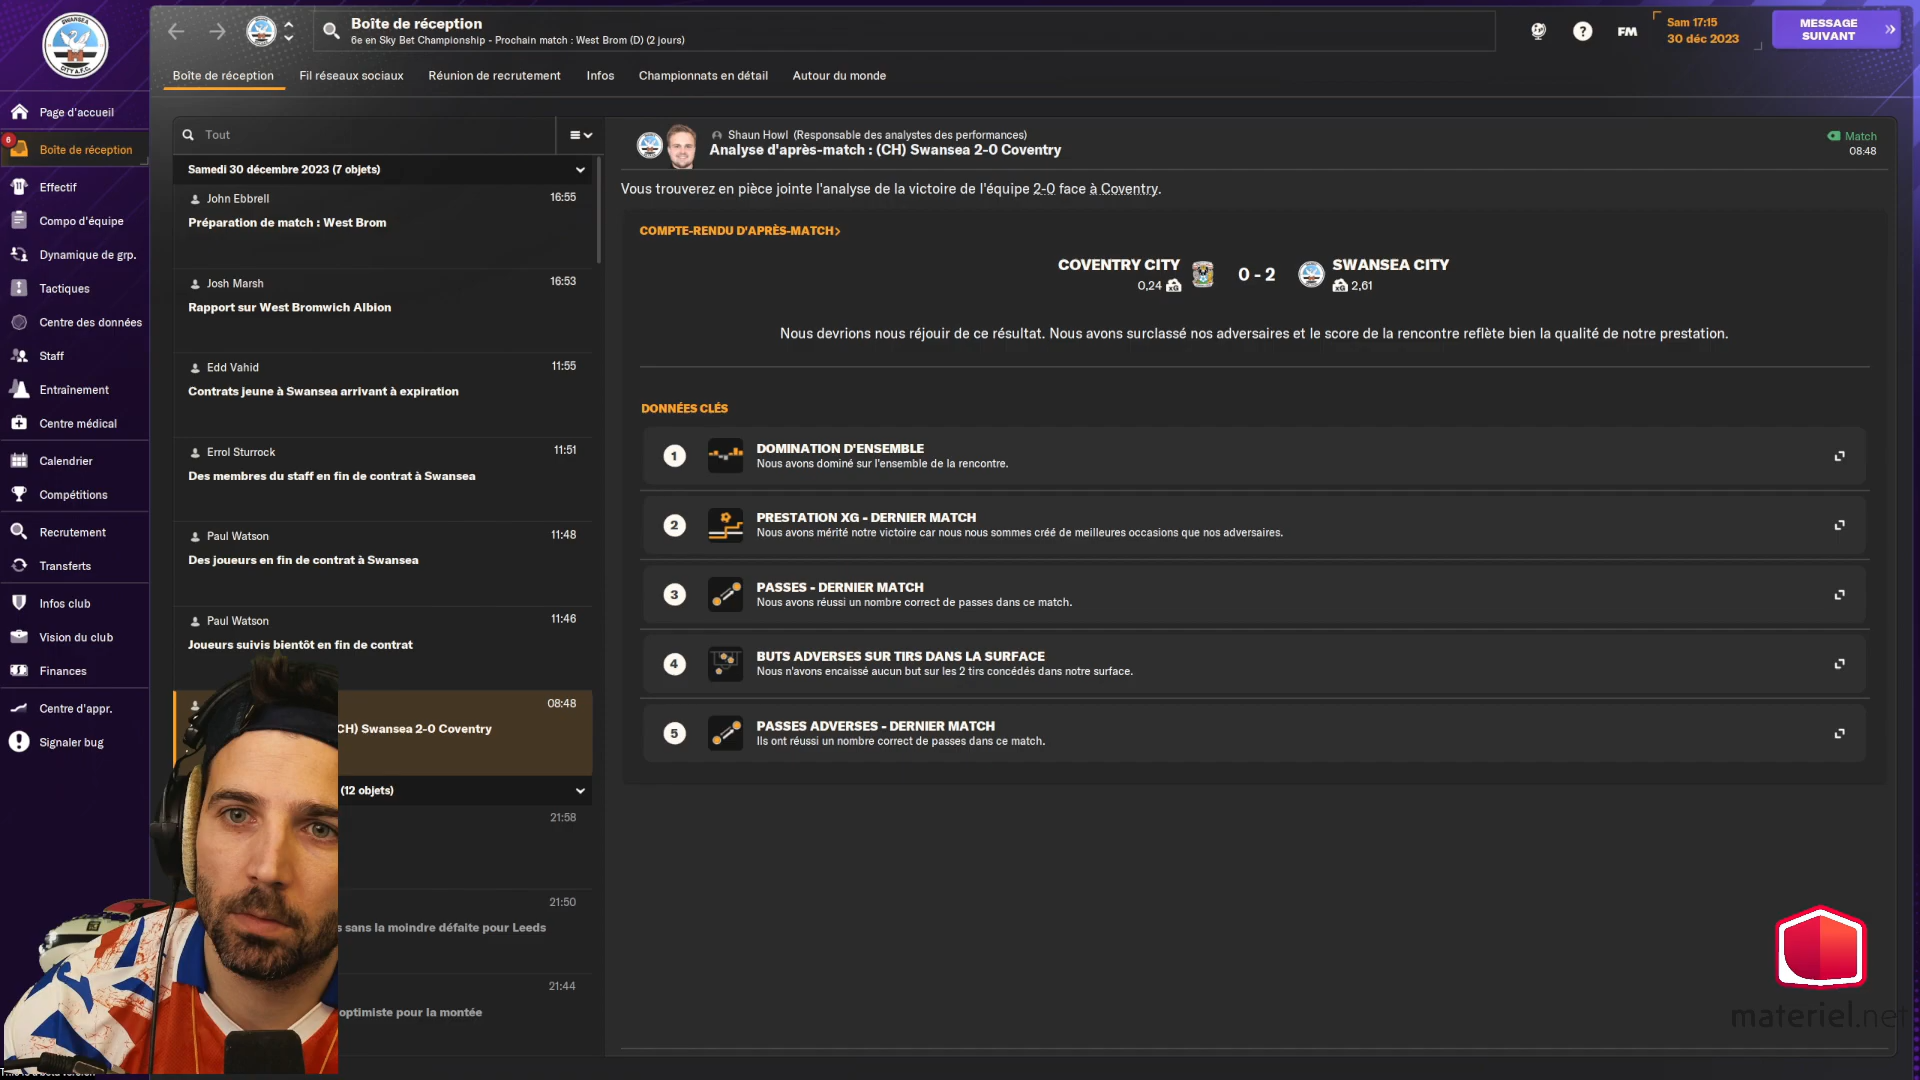 SWANSEA
CITY A.F.C.
Boîte de réception
6e en Sky Bet Championship - Prochain match : West Brom (D) (2 jours)
FM
Sam 17:15
30 déc 2023
MESSAGE
SUIVANT
Boîte de réception
Fil réseaux sociaux
Réunion de recrutement
Infos
Championnats en détail
Autour du monde
Page d'accueil
6
Boîte de réception
Effectif
Compo d'équipe
Dynamique de grp.
Tactiques
Centre des données
Staff
Entraînement
Centre médical
Calendrier
Compétitions
Recrutement
Transferts
Infos club
Vision du club
Finances
Centre d'appr.
Signaler bug
Tout
Samedi 30 décembre 2023 (7 objets)
John Ebbrell
16:55
Préparation de match : West Brom
Josh Marsh
16:53
Rapport sur West Bromwich Albion
Edd Vahid
11:55
Contrats jeune à Swansea arrivant à expiration
Errol Sturrock
11:51
Des membres du staff en fin de contrat à Swansea
Paul Watson
11:48
Des joueurs en fin de contrat à Swansea
Paul Watson
11:46
Joueurs suivis bientôt en fin de contrat
08:48
CH) Swansea 2-0 Coventry
(12 objets)
21:58
21:50
s sans la moindre défaite pour Leeds
21:44
optimiste pour la montée
Shaun Howl (Responsable des analystes des performances)
Analyse d'après-match : (CH) Swansea 2-0 Coventry
Match
08:48
Vous trouverez en pièce jointe l'analyse de la victoire de l'équipe 2-0 face à Coventry.
COMPTE-RENDU D'APRÈS-MATCH>
COVENTRY CITY
0,24 xG
0 - 2
SWANSEA CITY
xG 2,61
Nous devrions nous réjouir de ce résultat. Nous avons surclassé nos adversaires et le score de la rencontre reflète bien la qualité de notre prestation.
DONNÉES CLÉS
1
DOMINATION D'ENSEMBLE
Nous avons dominé sur l'ensemble de la rencontre.
2
PRESTATION XG - DERNIER MATCH
Nous avons mérité notre victoire car nous nous sommes créé de meilleures occasions que nos adversaires.
3
PASSES - DERNIER MATCH
Nous avons réussi un nombre correct de passes dans ce match.
4
BUTS ADVERSES SUR TIRS DANS LA SURFACE
Nous n'avons encaissé aucun but sur les 2 tirs concédés dans notre surface.
5
PASSES ADVERSES - DERNIER MATCH
Ils ont réussi un nombre correct de passes dans ce match.
materiel.net